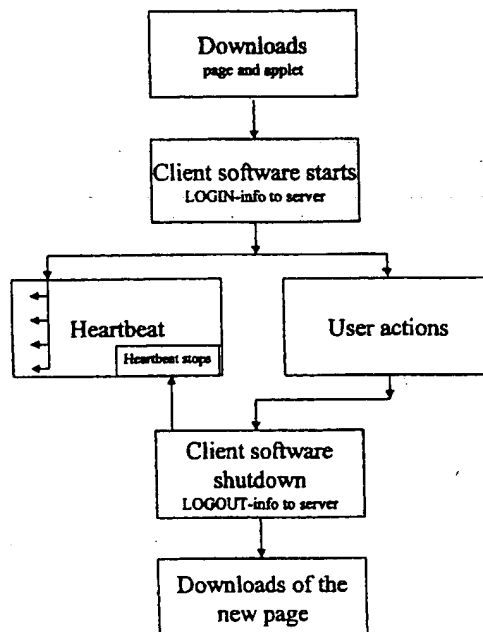 Downloads
page and applet
Client software starts
LOGIN-info to server
Heartbeat
Heartbeat stops
User actions
Client software
shutdown
LOGOUT-info to server
Downloads of the
new page